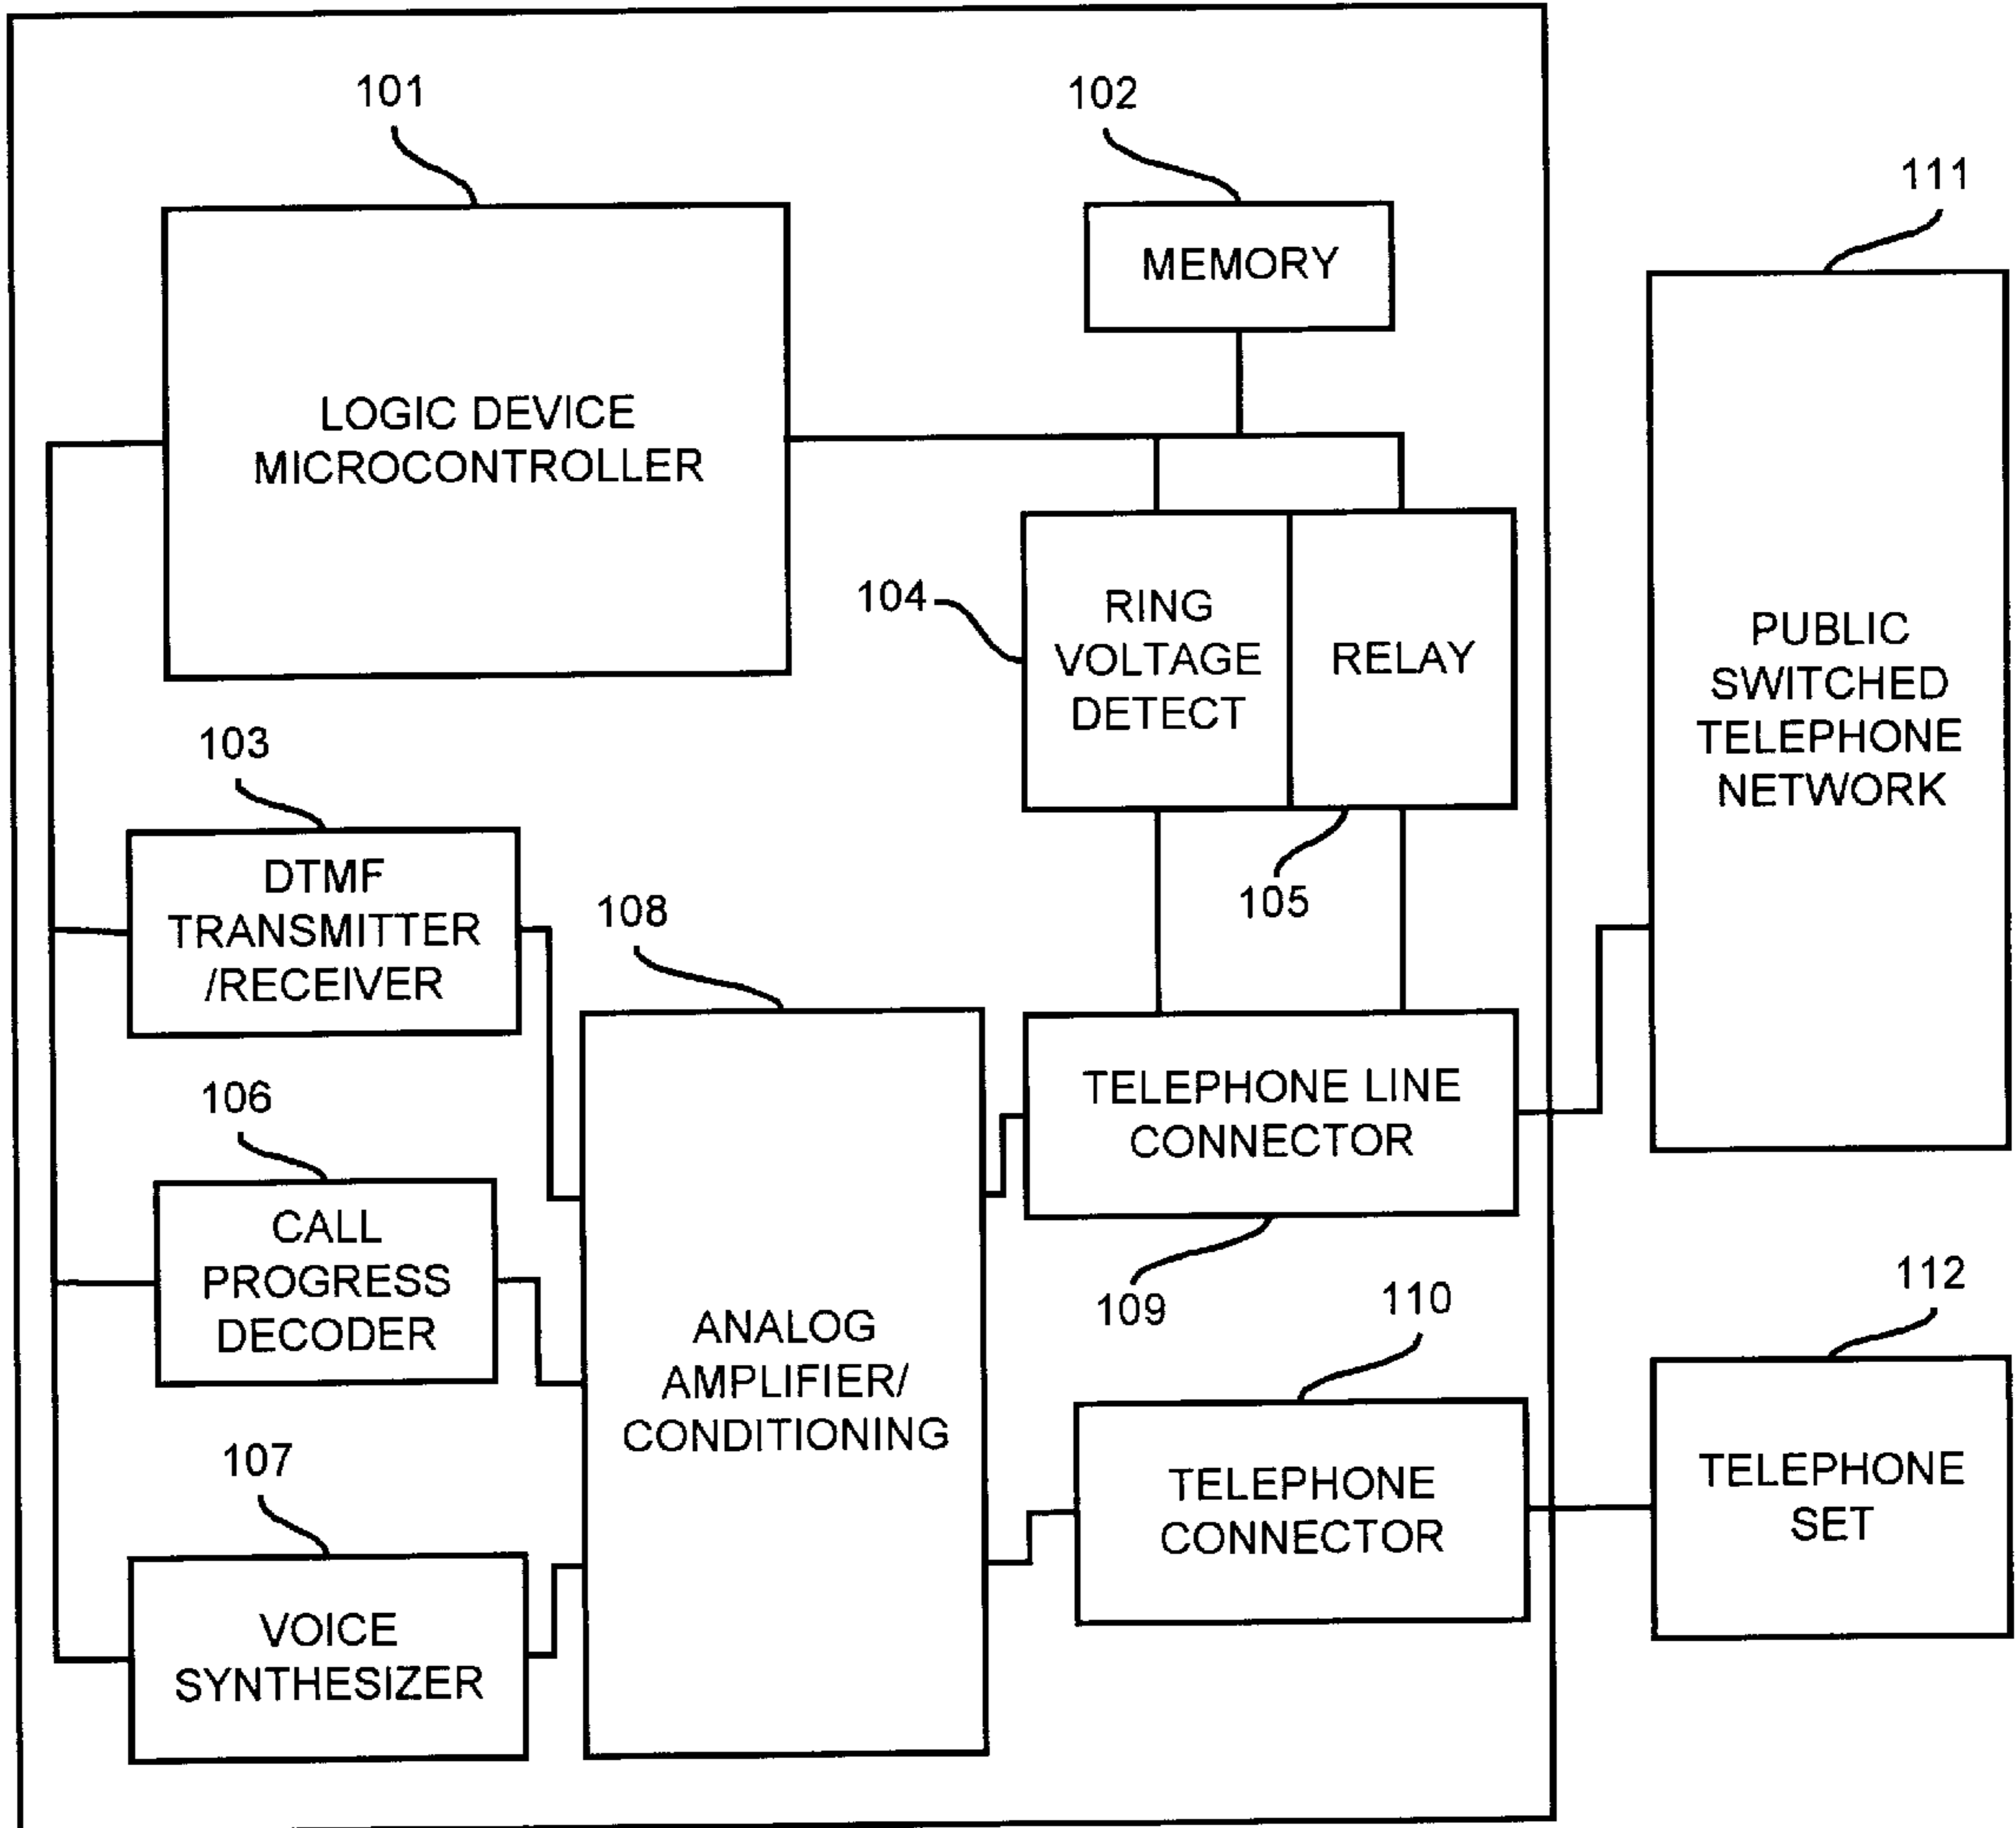 101
102
111
MEMORY
LOGIC DEVICE
MICROCONTROLLER
104
RING
VOLTAGE
DETECT
RELAY
PUBLIC
SWITCHED
TELEPHONE
NETWORK
103
105
DTMF
TRANSMITTER
/RECEIVER
108
TELEPHONE LINE
CONNECTOR
106
CALL
PROGRESS
DECODER
109
110
112
ANALOG
AMPLIFIER/
CONDITIONING
107
TELEPHONE
CONNECTOR
TELEPHONE
SET
VOICE
SYNTHESIZER